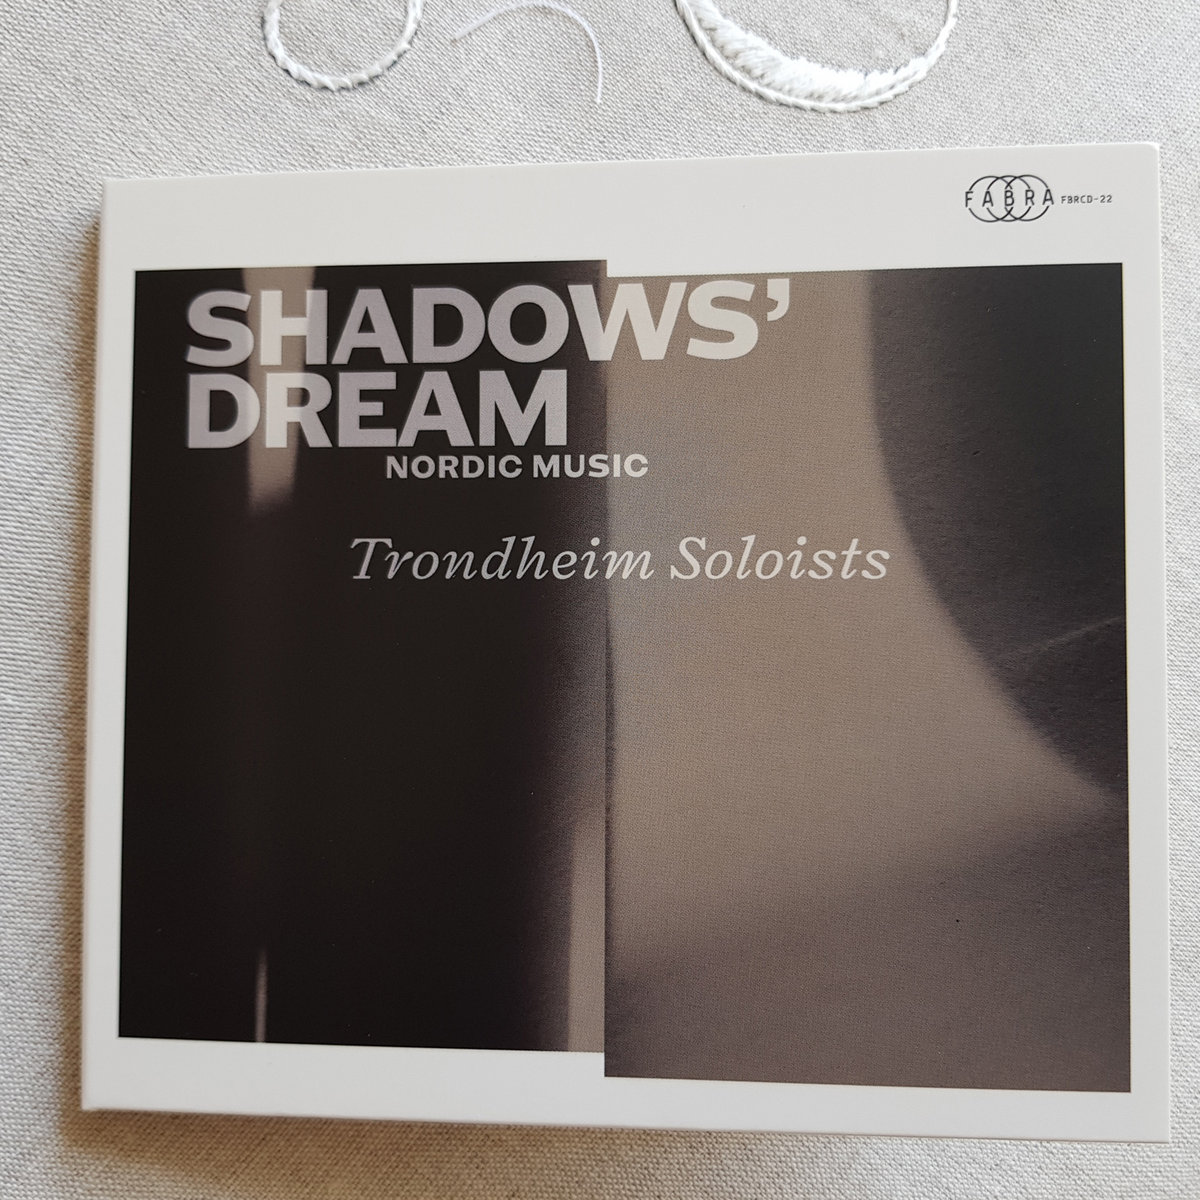 FABRA FBRCD-22
SHADOWS’
DREAM
NORDIC MUSIC
Trondheim Soloists